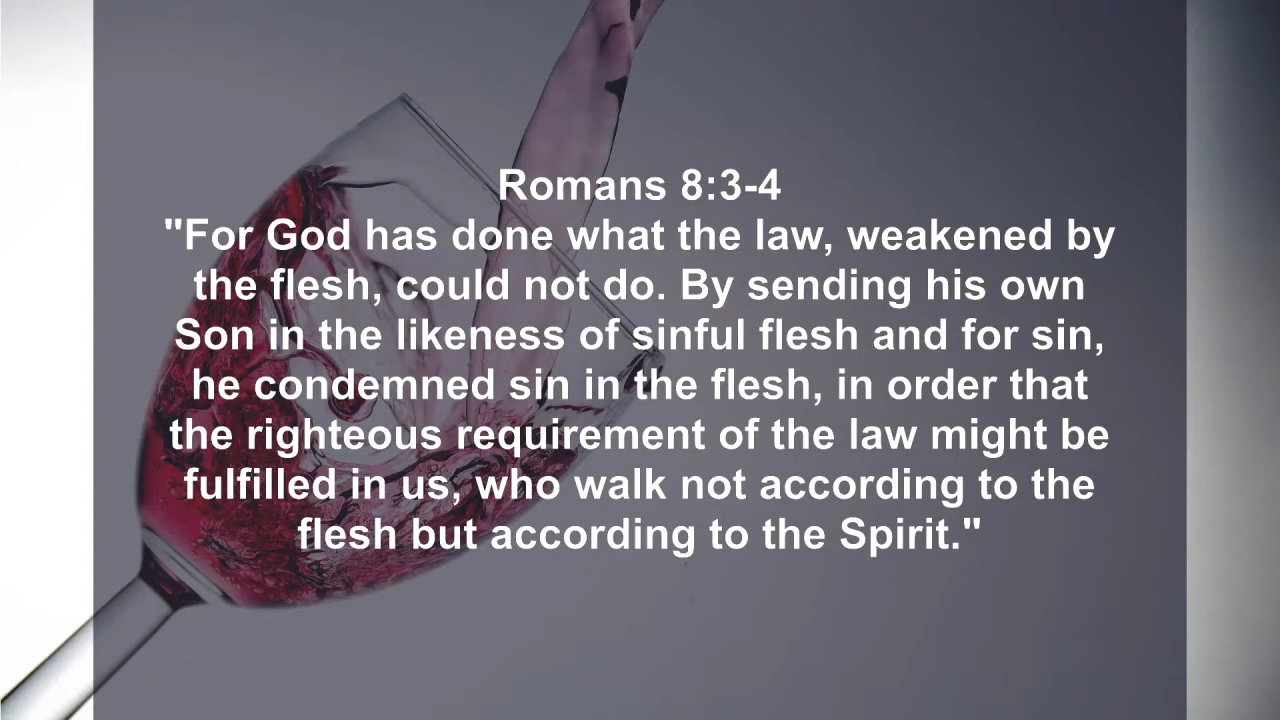 Romans 8:3-4
"For God has done what the law, weakened by
the flesh, could not do. By sending his own
Son in the likeness of sinful flesh and for sin,
he condemned sin in the flesh, in order that
the righteous requirement of the law might be
fulfilled in us, who walk not according to the
flesh but according to the Spirit."